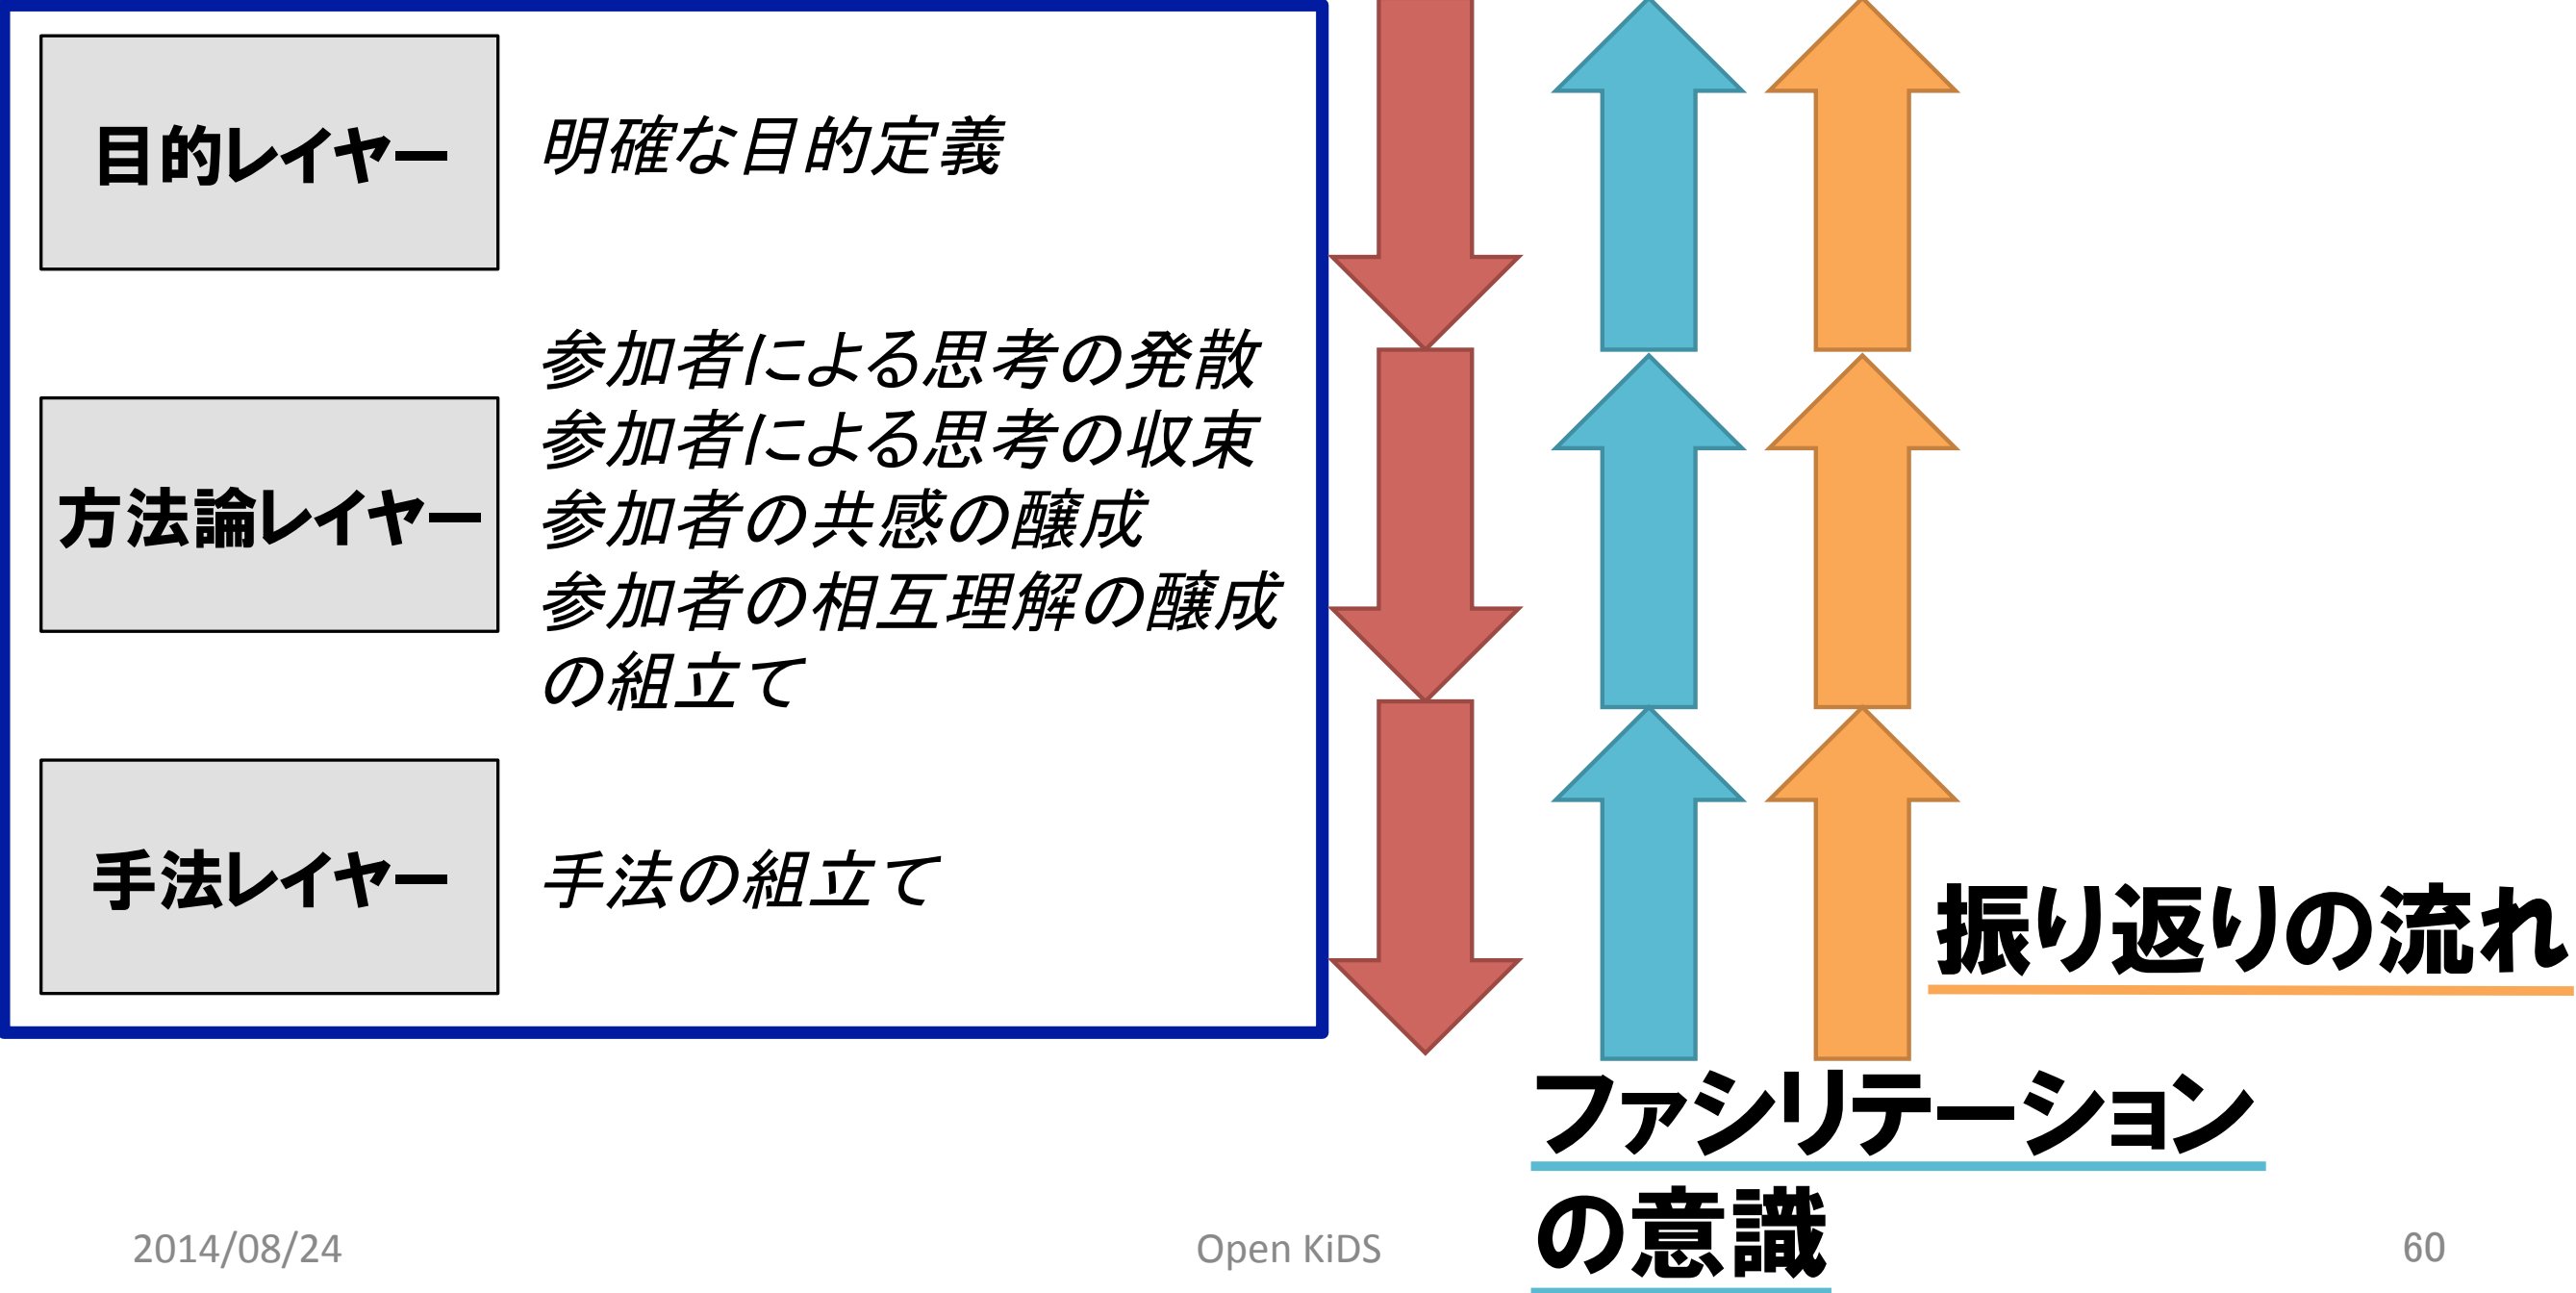 目的レイヤー
明確な目的定義
方法論レイヤー
参加者による思考の発散
参加者による思考の収束
参加者の共感の醸成
参加者の相互理解の醸成
の組立て
手法レイヤー
手法の組立て
振り返りの流れ
ファシリテーション
の意識
2014/08/24
Open KiDS
60